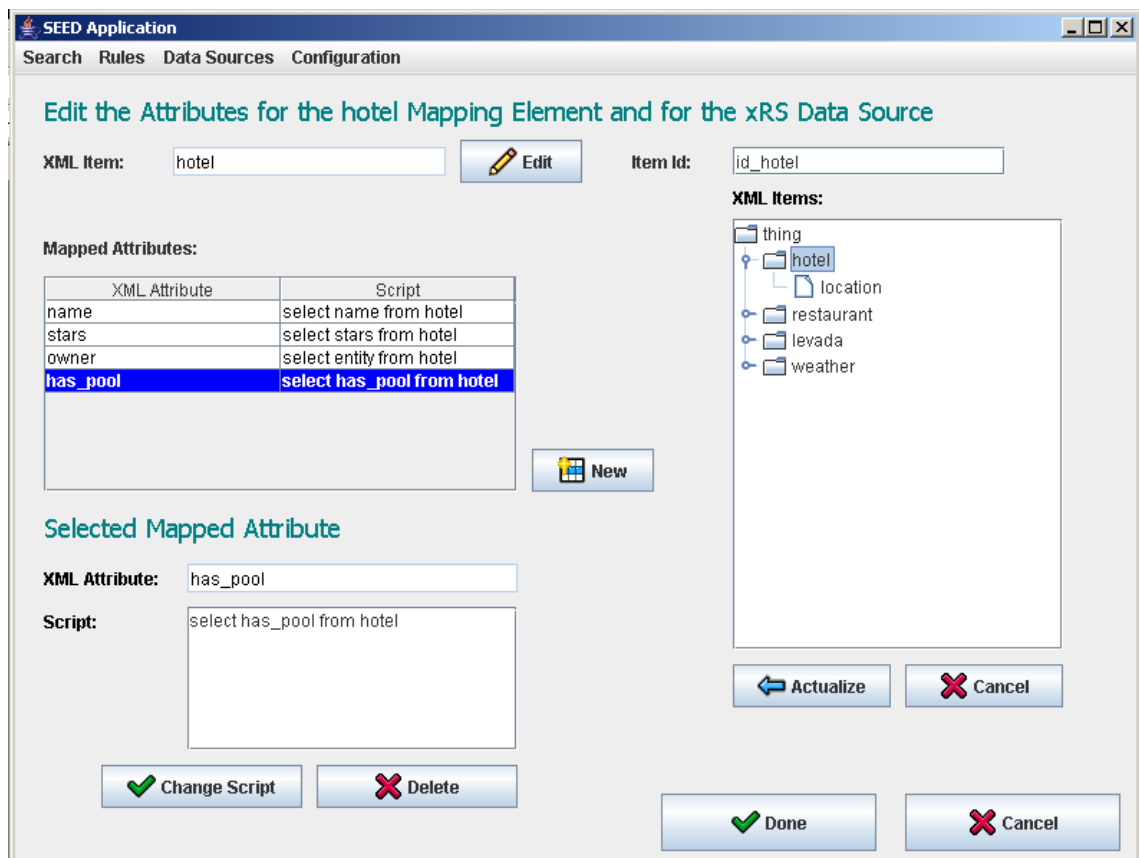 SEED Application
Search Rules Data Sources Configuration
Edit the Attributes for the hotel Mapping Element and for the xRS Data Source
XML Item: hotel Edit Item Id: id_hotel
XML Items:
thing
hotel
location
restaurant
levada
weather
Mapped Attributes:
XML Attribute Script
name select name from hotel
stars select stars from hotel
owner select entity from hotel
has_pool select has_pool from hotel
New
Selected Mapped Attribute
XML Attribute: has_pool
Script: select has_pool from hotel
Actualize Cancel
Change Script Delete
Done Cancel